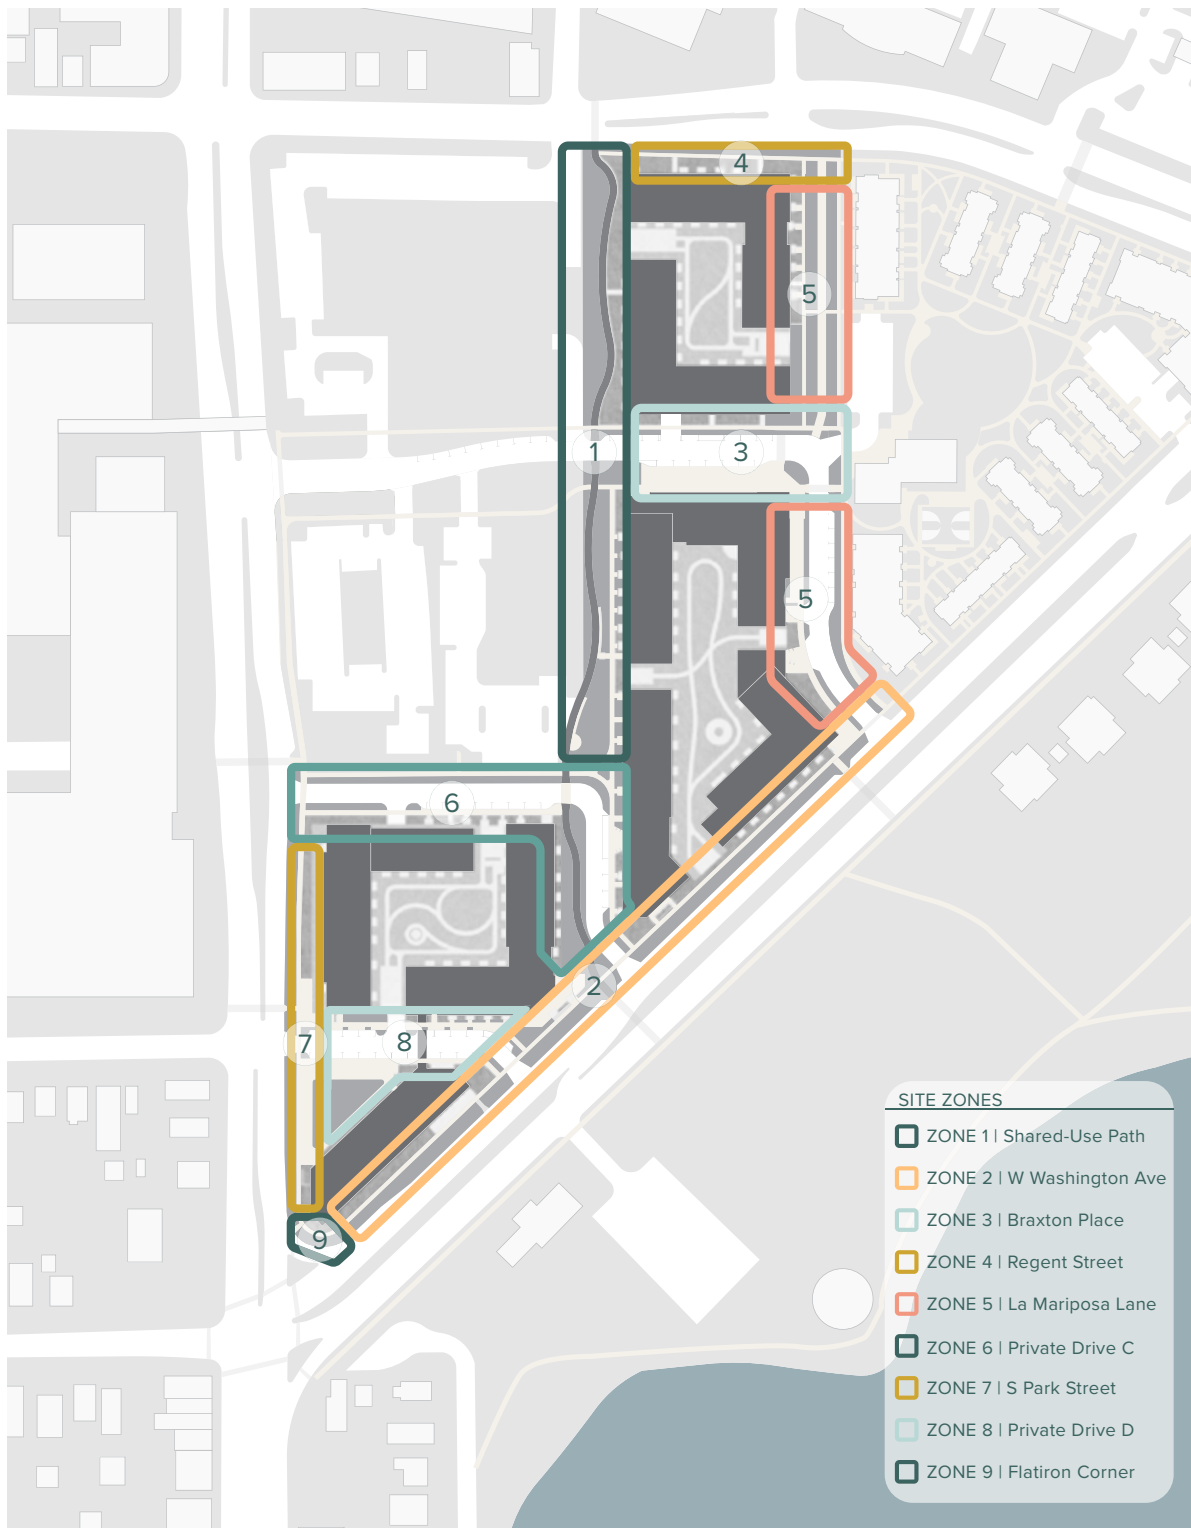 4
5
1
3
5
6
2
7
8
9
SITE ZONES
ZONE 1 | Shared-Use Path
ZONE 2 | W Washington Ave
ZONE 3 | Braxton Place
ZONE 4 | Regent Street
ZONE 5 | La Mariposa Lane
ZONE 6 | Private Drive C
ZONE 7 | S Park Street
ZONE 8 | Private Drive D
ZONE 9 | Flatiron Corner